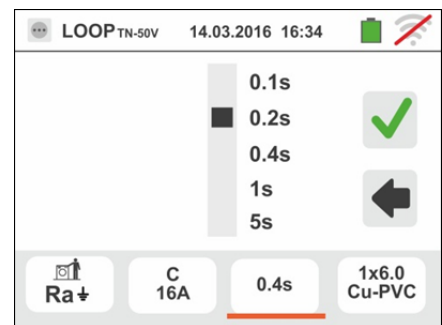 LOOP TN-50V 14.03.2016 16:34
0.1s
0.2s
0.4s
1s
5s
Ra
C
16A
0.4s
1x6.0
Cu-PVC